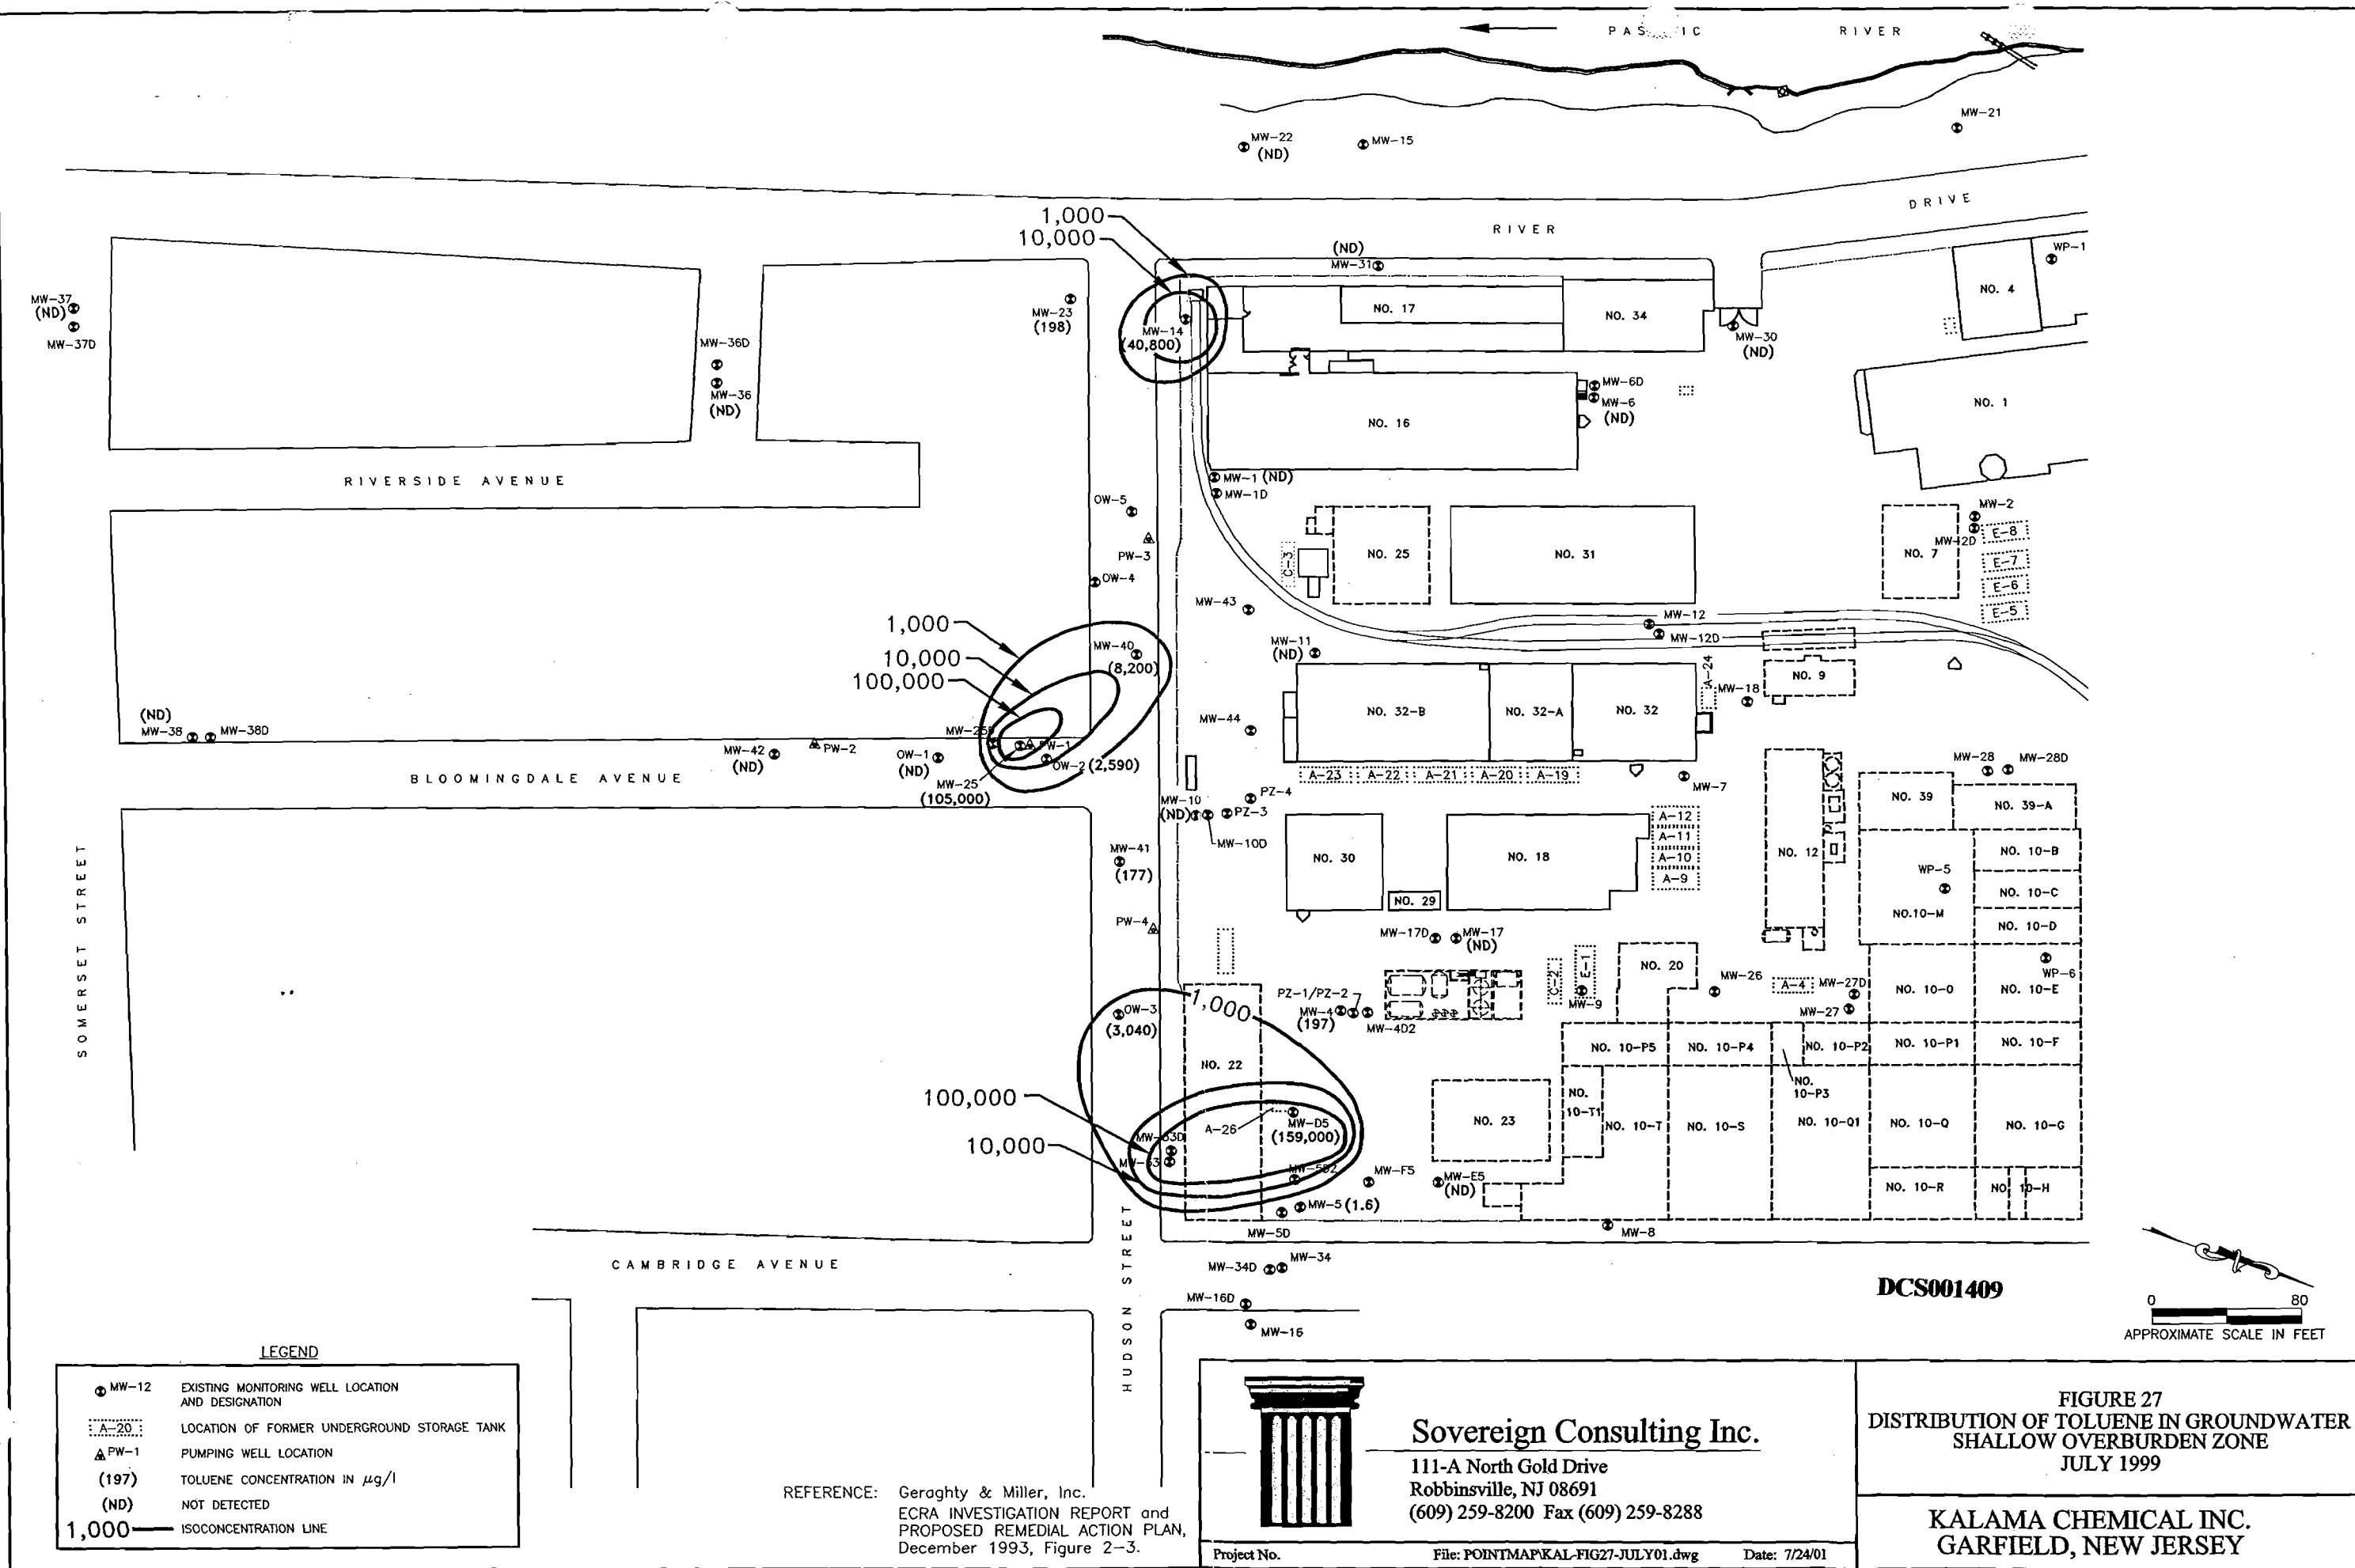 RIVER
MW-21
MW-22
(ND)
MW-15
DRIVE
RIVER
1,000
10,000
(ND)
MW-31
WP-1
NO. 4
NO. 17
NO. 34
MW-37
(ND)
MW-37D
MW-23
(198)
MW-14
(40,800)
MW-30
(ND)
MW-36D
MW-36
(ND)
MW-6D
MW-6
(ND)
NO. 1
NO. 16
RIVERSIDE AVENUE
MW-1 (ND)
MW-1D
OW-5
PW-3
OW-4
C-3
NO. 25
NO. 31
NO. 7
MW-2
MW-12D
E-8
E-7
E-6
E-5
MW-43
MW-12
MW-12D
1,000
10,000
100,000
MW-40
(8,200)
MW-11
(ND)
A-24
NO. 9
MW-18
NO. 32-B
NO. 32-A
NO. 32
MW-44
(ND)
MW-38
MW-38D
MW-42
(ND)
PW-2
OW-1
(ND)
PW-1
OW-2 (2,590)
MW-25
(105,000)
BLOOMINGDALE AVENUE
A-23
A-22
A-21
A-20
A-19
MW-7
MW-28
MW-28D
PZ-4
MW-10
(ND)
PZ-3
MW-10D
NO. 39
NO. 39-A
A-12
A-11
A-10
A-9
NO. 30
NO. 18
NO. 12
NO. 10-B
WP-5
NO. 10-C
NO.10-M
NO. 10-D
NO. 29
MW-41
(177)
PW-4
MW-17D
MW-17
(ND)
SOMERSET STREET
NO. 20
MW-26
A-4
MW-27D
MW-27
WP-6
NO. 10-O
NO. 10-E
C-2
E-1
MW-9
PZ-1/PZ-2
MW-4
(197)
MW-4D2
1,000
OW-3
(3,040)
NO. 22
NO. 10-P5
NO. 10-P4
NO. 10-P2
NO. 10-P1
NO. 10-F
NO.
10-P3
100,000
10,000
A-26
MW-D5
(159,000)
NO. 23
NO.
10-T1
NO. 10-T
NO. 10-S
NO. 10-Q1
NO. 10-Q
NO. 10-G
MW-F5
MW-E5
(ND)
MW-5 (1.6)
MW-5D
NO. 10-R
NO. 10-H
MW-8
HUDSON STREET
CAMBRIDGE AVENUE
MW-34D
MW-34
MW-16D
MW-16
DCS001409
0 80
APPROXIMATE SCALE IN FEET
LEGEND
MW-12 EXISTING MONITORING WELL LOCATION
AND DESIGNATION
A-20 LOCATION OF FORMER UNDERGROUND STORAGE TANK
PW-1 PUMPING WELL LOCATION
(197) TOLUENE CONCENTRATION IN µg/l
(ND) NOT DETECTED
1,000 ISOCONCENTRATION LINE
REFERENCE: Geraghty & Miller, Inc.
ECRA INVESTIGATION REPORT and
PROPOSED REMEDIAL ACTION PLAN,
December 1993, Figure 2-3.
Sovereign Consulting Inc.
111-A North Gold Drive
Robbinsville, NJ 08691
(609) 259-8200 Fax (609) 259-8288
Project No. File: POINTMAP\KAL-FIG27-JULY01.dwg Date: 7/24/01
FIGURE 27
DISTRIBUTION OF TOLUENE IN GROUNDWATER
SHALLOW OVERBURDEN ZONE
JULY 1999
KALAMA CHEMICAL INC.
GARFIELD, NEW JERSEY